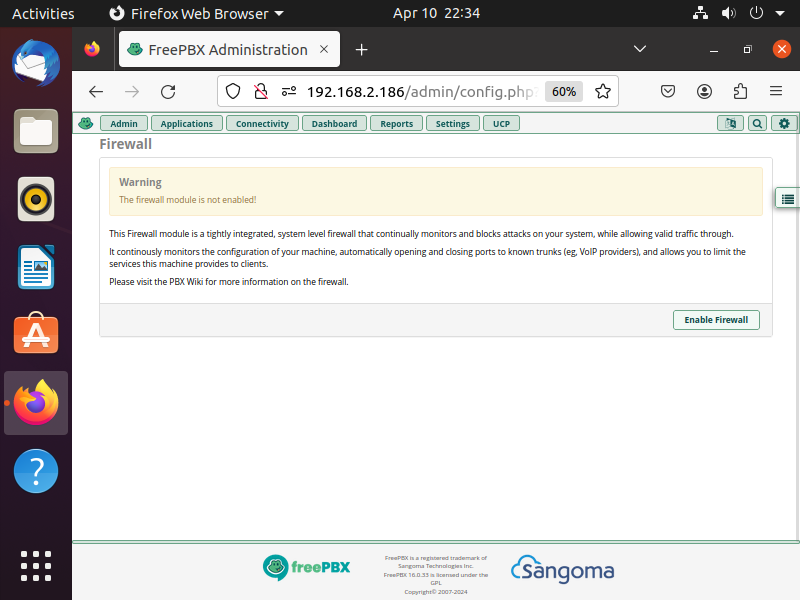 Activities
Firefox Web Browser
Apr 10 22:34
FreePBX Administration
192.168.2.186/admin/config.php?
60%
Admin
Applications
Connectivity
Dashboard
Reports
Settings
UCP
Firewall
Warning
The firewall module is not enabled!
This Firewall module is a tightly integrated, system level firewall that continually monitors and blocks attacks on your system, while allowing valid traffic through.
It continously monitors the configuration of your machine, automatically opening and closing ports to known trunks (eg, VoIP providers), and allows you to limit the
services this machine provides to clients.
Please visit the PBX Wiki for more information on the firewall.
Enable Firewall
freePBX
FreePBX is a registered trademark of
Sangoma Technologies Inc.
FreePBX 16.0.33 is licensed under the
GPL
Copyright© 2007-2024
Sangoma